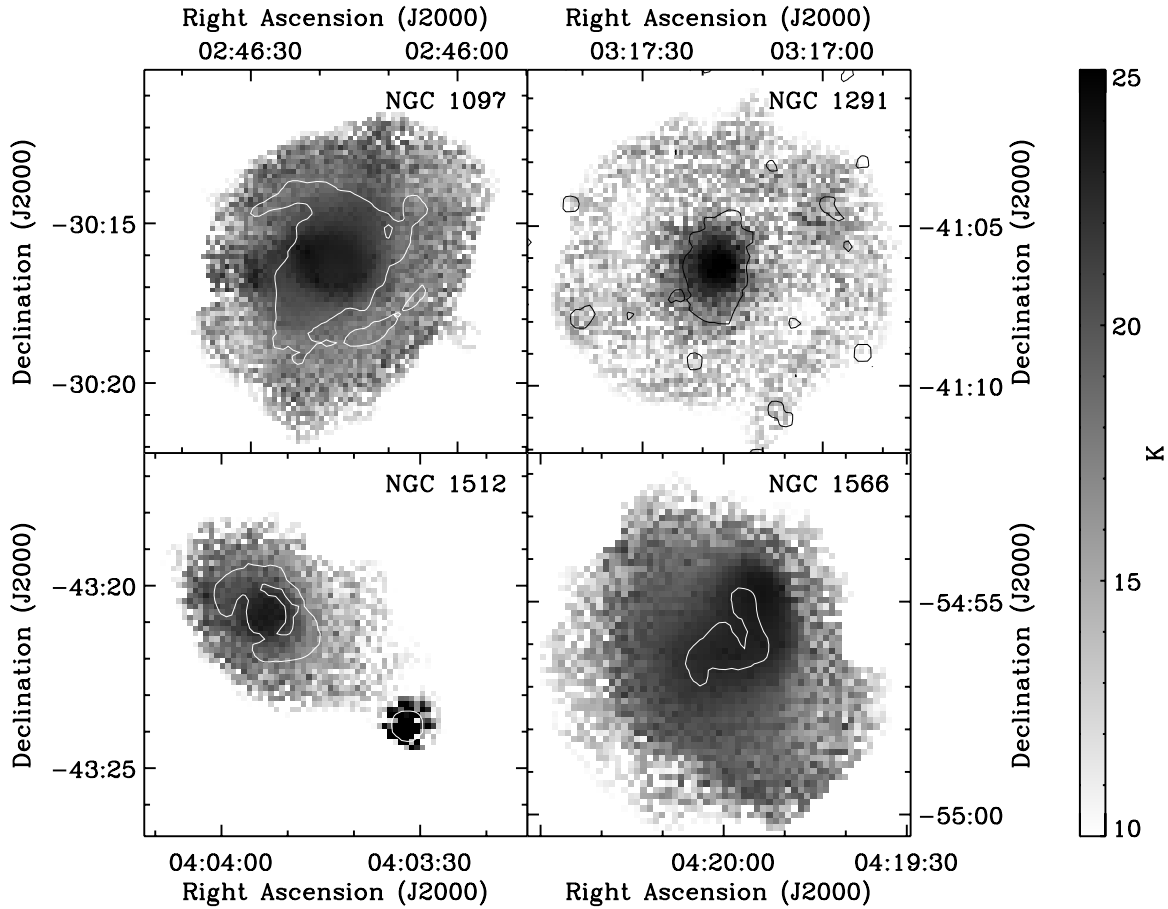 Right Ascension (J2000) Right Ascension (J2000)
02:46:30 02:46:00 03:17:30 03:17:00
NGC 1097 NGC 1291
25
Declination (J2000)
−30:15
−30:20
−41:05
−41:10
Declination (J2000)
20
K
NGC 1512 NGC 1566
Declination (J2000)
−43:20
−43:25
−54:55
−55:00
Declination (J2000)
15
10
04:04:00 04:03:30 04:20:00 04:19:30
Right Ascension (J2000) Right Ascension (J2000)